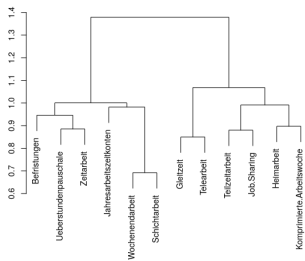 1.4
1.3
1.2
1.1
1.0
0.9
0.8
0.7
0.6
Befristungen
Ueberstundenpauschale
Zeitarbeit
Jahresarbeitszeitkonten
Wochenendarbeit
Schichtarbeit
Gleitzeit
Telearbeit
Teilzeitarbeit
Job.Sharing
Heimarbeit
Komprimierte.Arbeitswoche